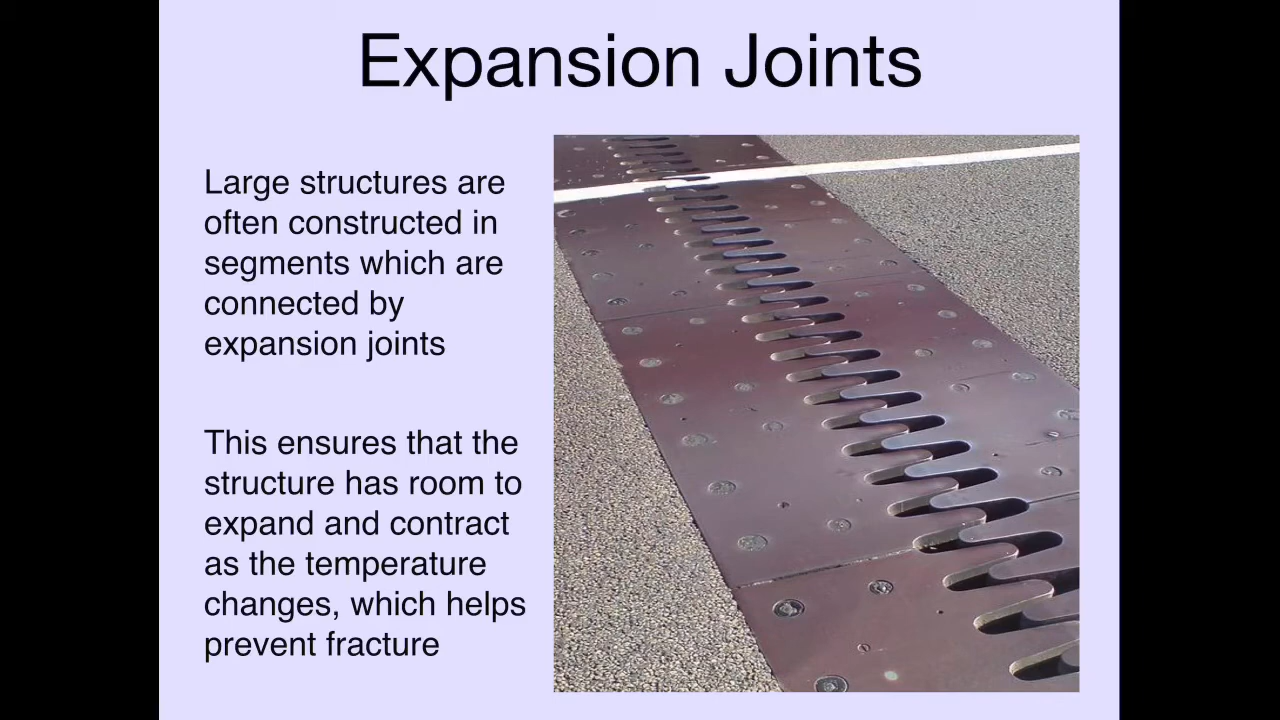 Expansion Joints
Large structures are
often constructed in
segments which are
connected by
expansion joints
This ensures that the
structure has room to
expand and contract
as the temperature
changes, which helps
prevent fracture